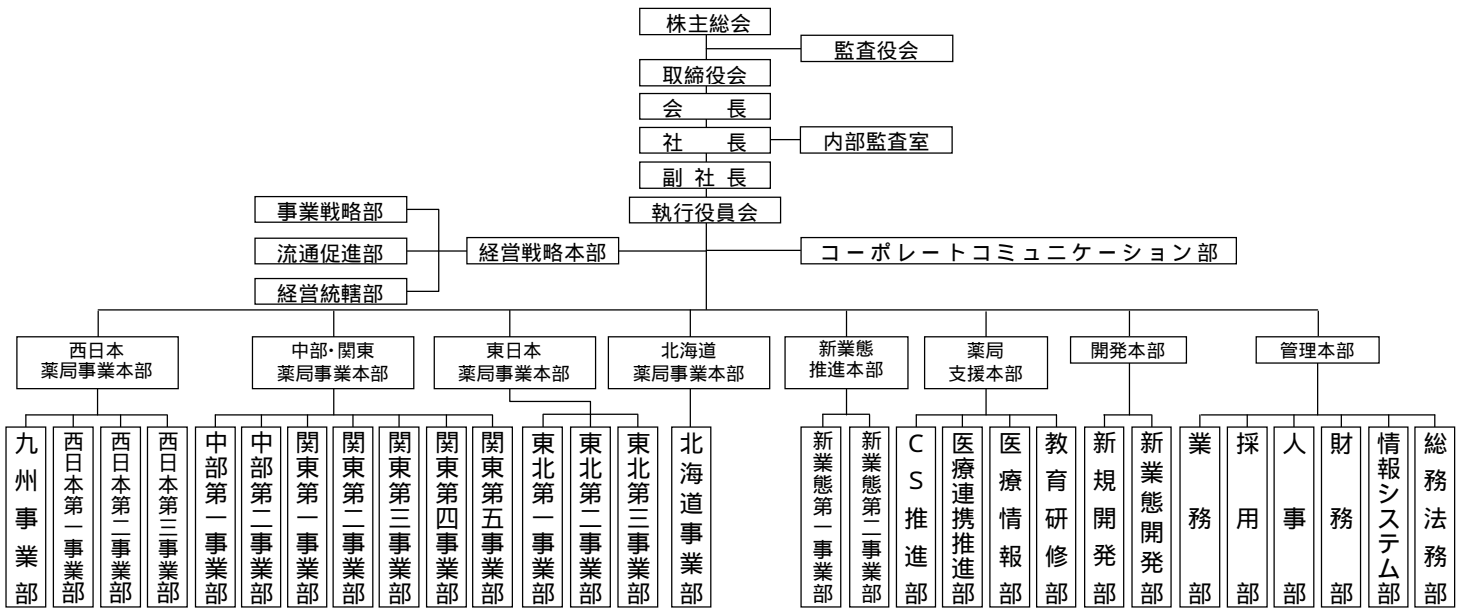 株主総会
監査役会
取締役会
会　長
社　長
内部監査室
副 社 長
執行役員会
事業戦略部
流通促進部
経営統轄部
経営戦略本部
コーポレートコミュニケーション部
西日本
薬局事業本部
中部･関東
薬局事業本部
東日本
薬局事業本部
北海道
薬局事業本部
新業態
推進本部
薬局
支援本部
開発本部
管理本部
九州事業部
西日本第一事業部
西日本第二事業部
西日本第三事業部
中部第一事業部
中部第二事業部
関東第一事業部
関東第二事業部
関東第三事業部
関東第四事業部
関東第五事業部
東北第一事業部
東北第二事業部
東北第三事業部
北海道事業部
新業態第一事業部
新業態第二事業部
CS推進部
医療連携推進部
医療情報部
教育研修部
新規開発部
新業態開発部
業務部
採用部
人事部
財務部
情報システム部
総務法務部